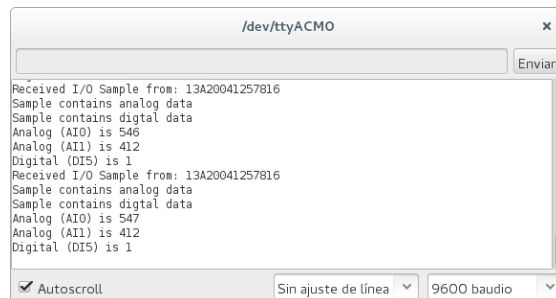 /dev/ttyACM0
Enviar
Received I/O Sample from: 13A20041257816
Sample contains analog data
Sample contains digtal data
Analog (AI0) is 546
Analog (AI1) is 412
Digital (DI5) is 1
Received I/O Sample from: 13A20041257816
Sample contains analog data
Sample contains digtal data
Analog (AI0) is 547
Analog (AI1) is 412
Digital (DI5) is 1
Autoscroll
Sin ajuste de línea
9600 baudio